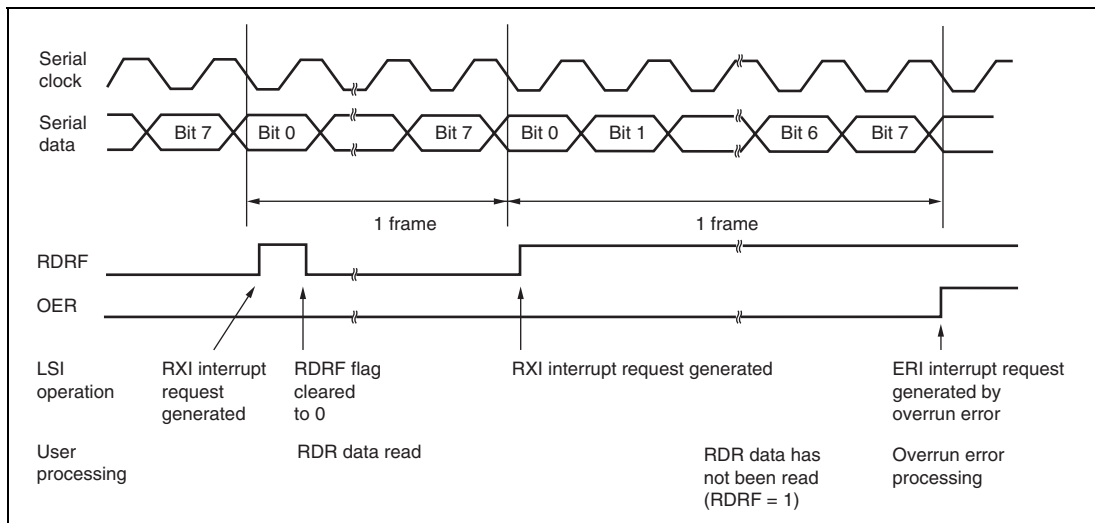 Serial
clock
Serial
data
Bit 7
Bit 0
Bit 7
Bit 0
Bit 1
Bit 6
Bit 7
1 frame
1 frame
RDRF
OER
LSI
operation
RXI interrupt
request
generated
RDRF flag
cleared
to 0
RXI interrupt request generated
ERI interrupt request
generated by
overrun error
User
processing
RDR data read
RDR data has
not been read
(RDRF = 1)
Overrun error
processing